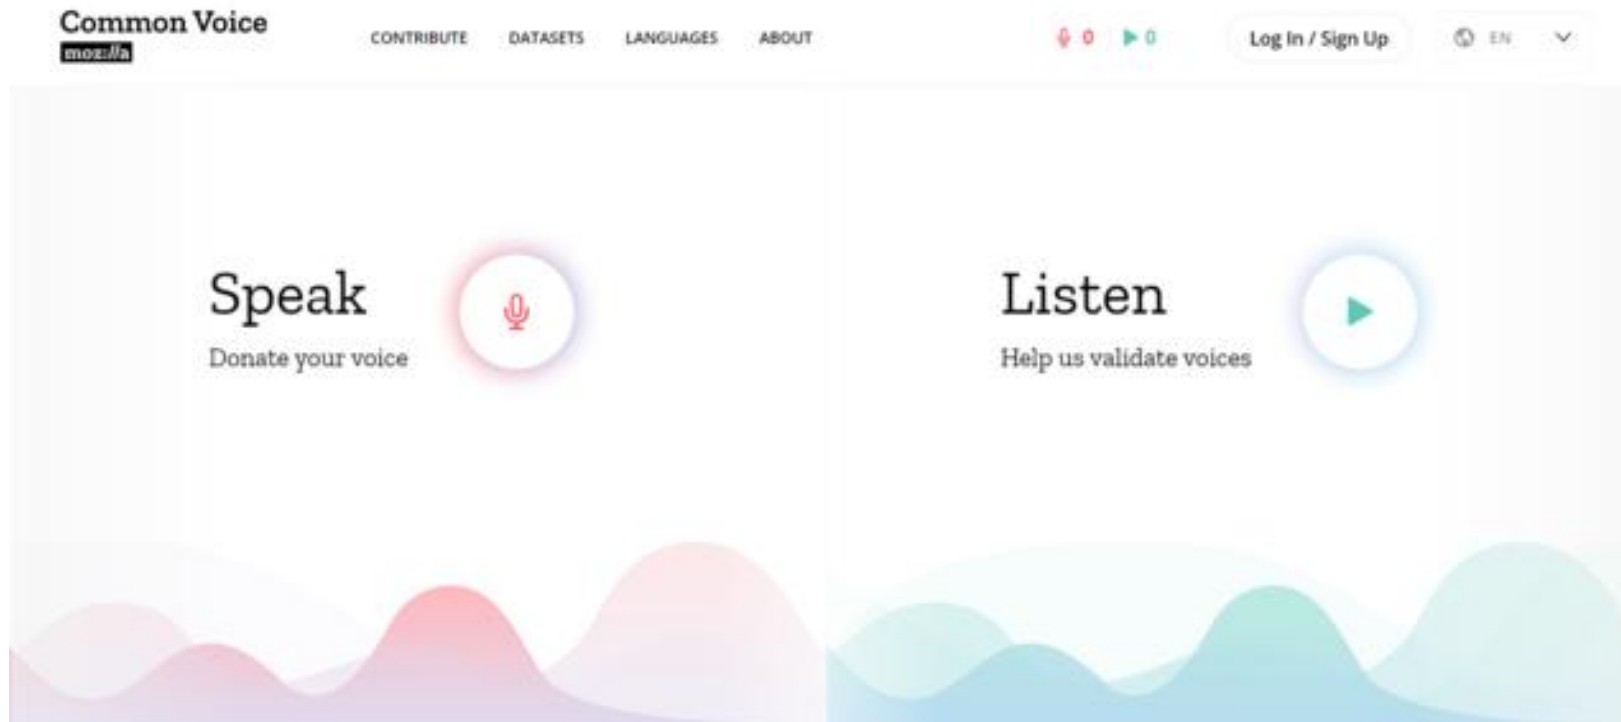 Common Voice
moz://a
CONTRIBUTE DATASETS LANGUAGES ABOUT
0 0
Log In / Sign Up
EN
Speak
Donate your voice
Listen
Help us validate voices